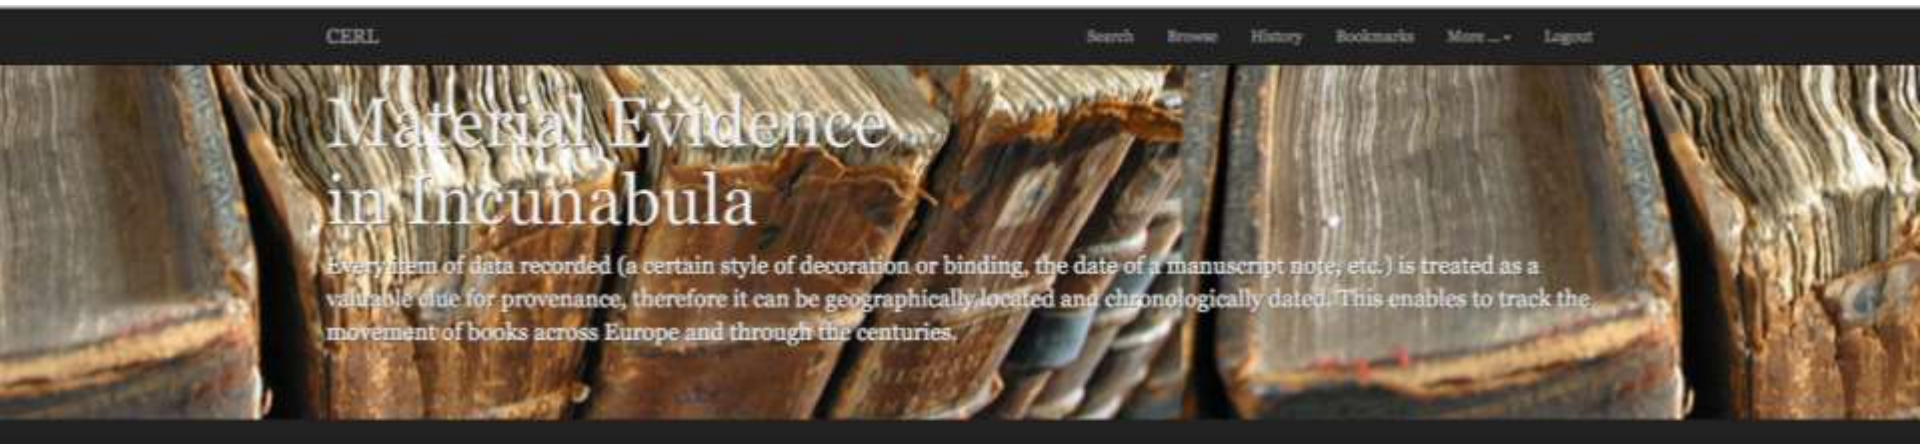 CERL
Search Browse History Bookmarks More ... Logout
Material Evidence
in Incunabula
Every item of data recorded (a certain style of decoration or binding, the date of a manuscript note, etc.) is treated as a
valuable clue for provenance, therefore it can be geographically located and chronologically dated. This enables to track the
movement of books across Europe and through the centuries.